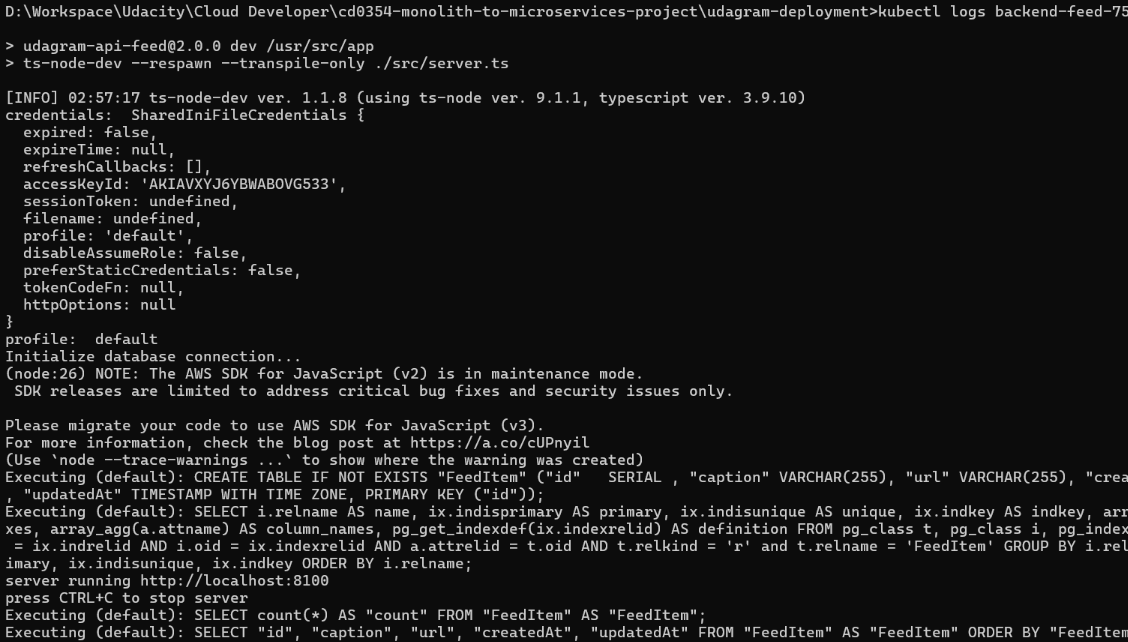 D:\Workspace\Udacity\Cloud Developer\cd0354-monolith-to-microservices-project\udagram-deployment>kubectl logs backend-feed-75
> udagram-api-feed@2.0.0 dev /usr/src/app
> ts-node-dev --respawn --transpile-only ./src/server.ts
[INFO] 02:57:17 ts-node-dev ver. 1.1.8 (using ts-node ver. 9.1.1, typescript ver. 3.9.10)
credentials:  SharedIniFileCredentials {
  expired: false,
  expireTime: null,
  refreshCallbacks: [],
  accessKeyId: 'AKIAVXYJ6YBWABOVG533',
  sessionToken: undefined,
  filename: undefined,
  profile: 'default',
  disableAssumeRole: false,
  preferStaticCredentials: false,
  tokenCodeFn: null,
  httpOptions: null
}
profile:  default
Initialize database connection...
(node:26) NOTE: The AWS SDK for JavaScript (v2) is in maintenance mode.
 SDK releases are limited to address critical bug fixes and security issues only.
Please migrate your code to use AWS SDK for JavaScript (v3).
For more information, check the blog post at https://a.co/cUPnyil
(Use `node --trace-warnings ...` to show where the warning was created)
Executing (default): CREATE TABLE IF NOT EXISTS "FeedItem" ("id"   SERIAL , "caption" VARCHAR(255), "url" VARCHAR(255), "crea
, "updatedAt" TIMESTAMP WITH TIME ZONE, PRIMARY KEY ("id"));
Executing (default): SELECT i.relname AS name, ix.indisprimary AS primary, ix.indisunique AS unique, ix.indkey AS indkey, arr
xes, array_agg(a.attname) AS column_names, pg_get_indexdef(ix.indexrelid) AS definition FROM pg_class t, pg_class i, pg_index
 = ix.indrelid AND i.oid = ix.indexrelid AND a.attrelid = t.oid AND t.relkind = 'r' and t.relname = 'FeedItem' GROUP BY i.rel
imary, ix.indisunique, ix.indkey ORDER BY i.relname;
server running http://localhost:8100
press CTRL+C to stop server
Executing (default): SELECT count(*) AS "count" FROM "FeedItem" AS "FeedItem";
Executing (default): SELECT "id", "caption", "url", "createdAt", "updatedAt" FROM "FeedItem" AS "FeedItem" ORDER BY "FeedItem